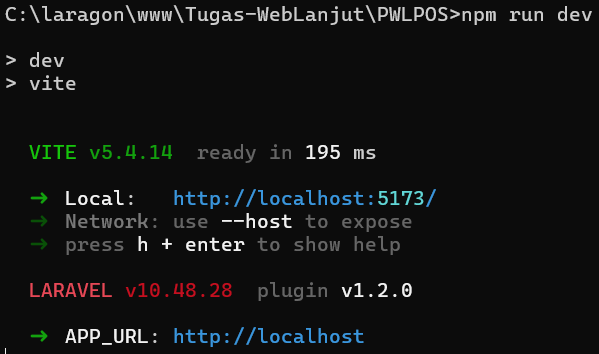 C:\laragon\www\Tugas-WebLanjut\PWLPOS>npm run dev
> dev
> vite
VITE v5.4.14  ready in 195 ms
➜  Local:   http://localhost:5173/
➜  Network: use --host to expose
➜  press h + enter to show help
LARAVEL v10.48.28  plugin v1.2.0
➜  APP_URL: http://localhost